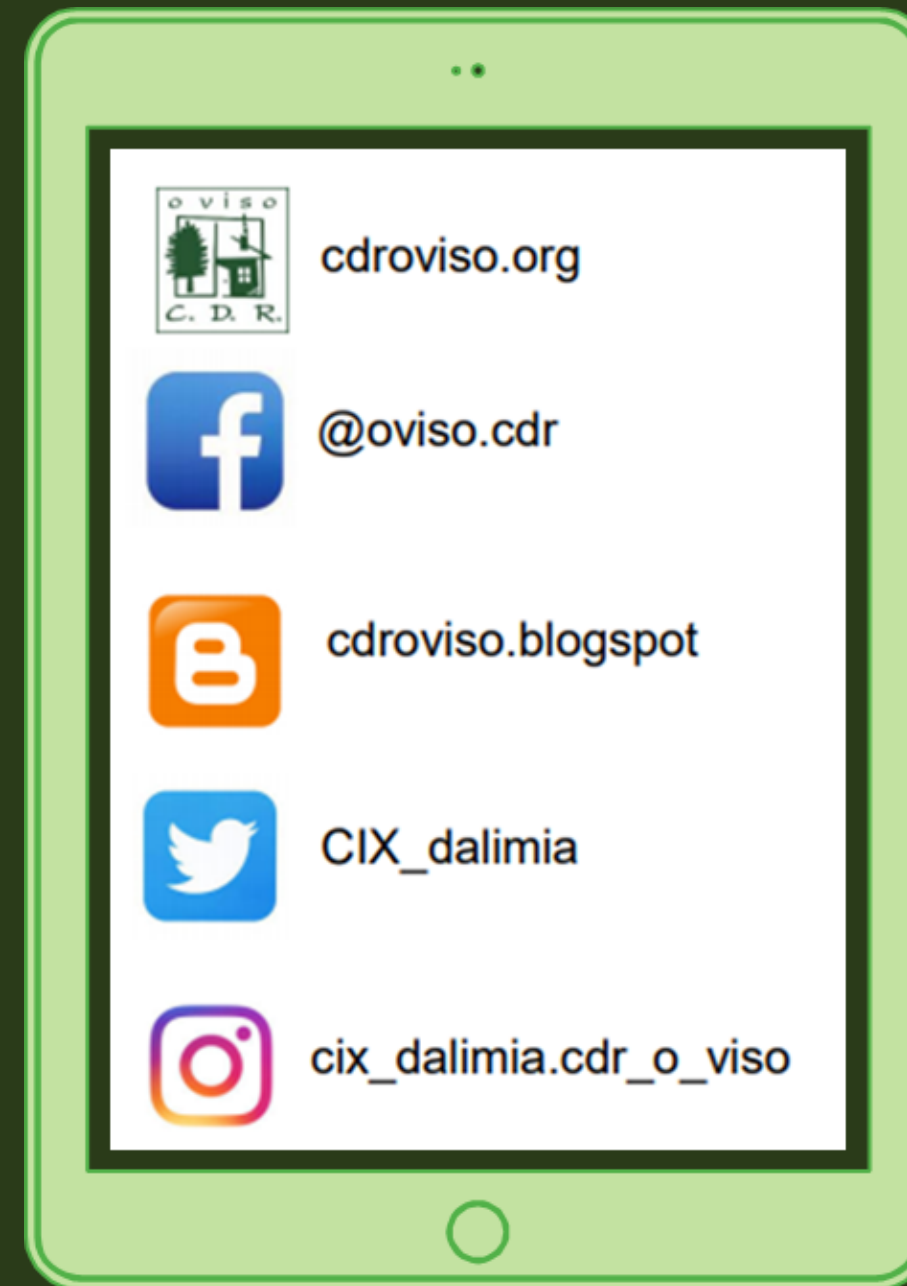 o viso
C. D. R.
cdroviso.org
@oviso.cdr
cdroviso.blogspot
CIX_dalimia
cix_dalimia.cdr_o_viso